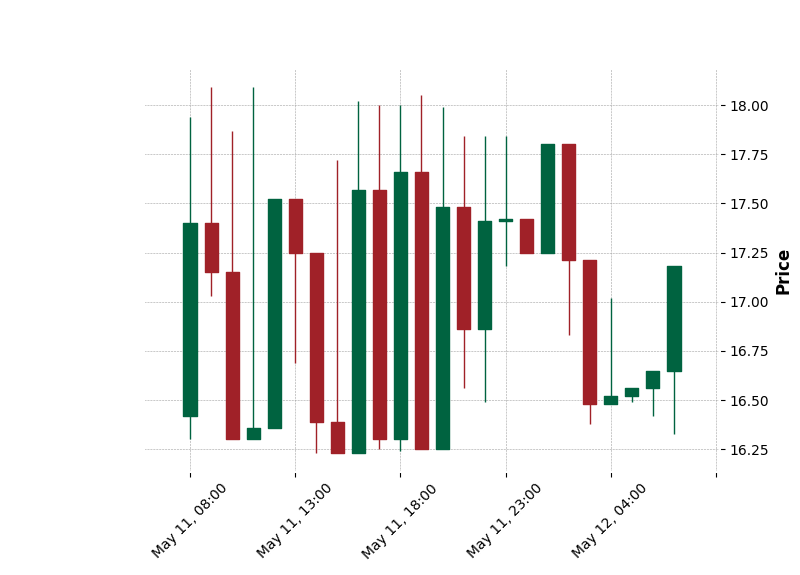 18.00
17.75
17.50
17.25
17.00
16.75
16.50
16.25
Price
May 11, 08:00
May 11, 13:00
May 11, 18:00
May 11, 23:00
May 12, 04:00